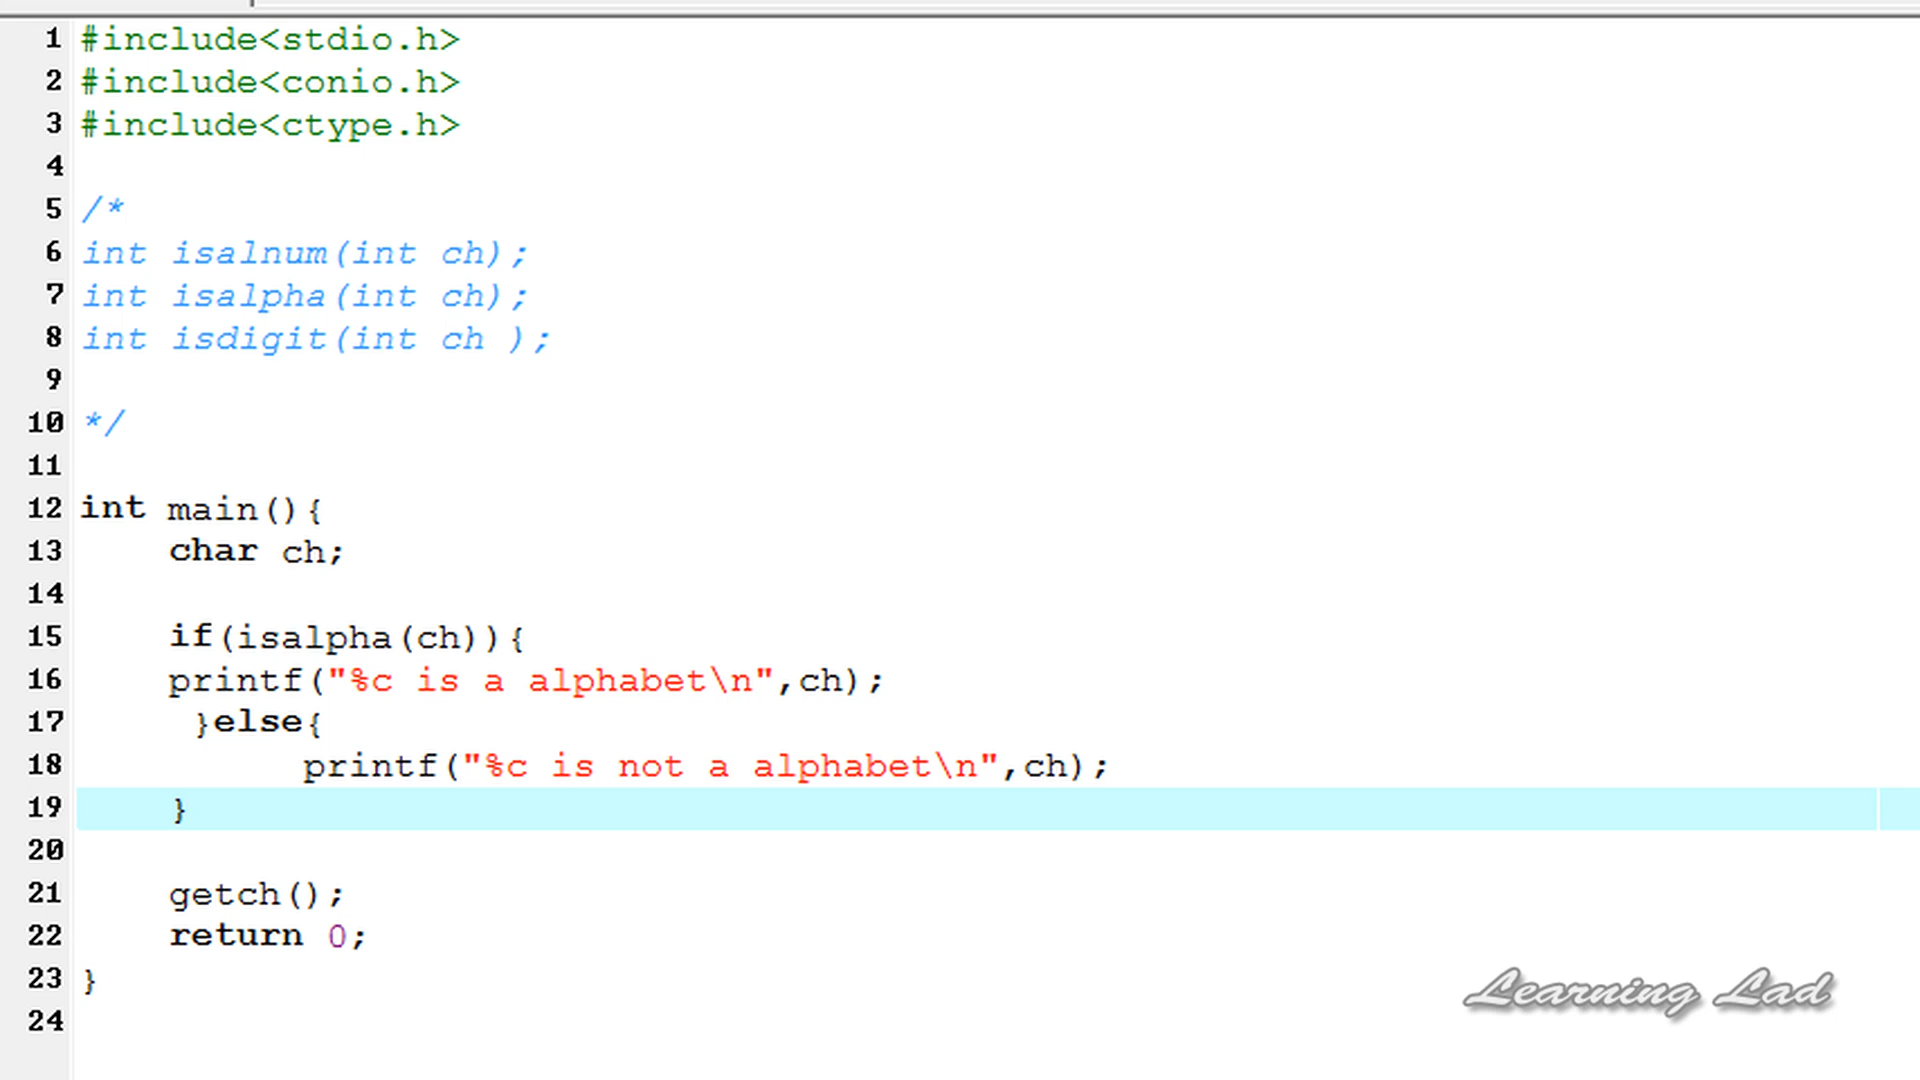 1 #include<stdio.h>
2 #include<conio.h>
3 #include<ctype.h>
4
5 /*
6 int isalnum(int ch);
7 int isalpha(int ch);
8 int isdigit(int ch );
9
10 */
11
12 int main(){
13     char ch;
14
15     if(isalpha(ch)){
16     printf("%c is a alphabet\n",ch);
17      }else{
18           printf("%c is not a alphabet\n",ch);
19     }
20
21     getch();
22     return 0;
23 }
24
Learning Lad